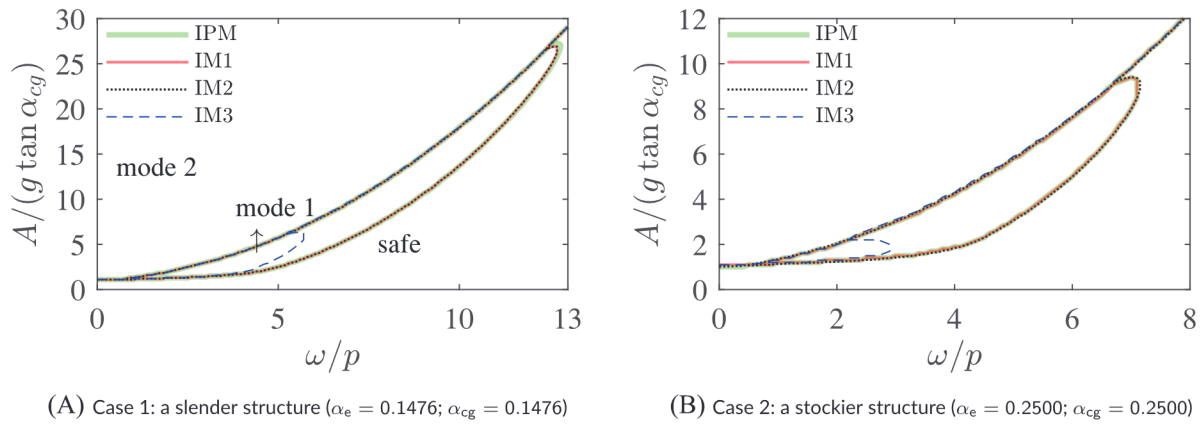 30
25
20
15
10
5
0
A/(g tan α_cg)
IPM
IM1
IM2
IM3
mode 2
mode 1
safe
0 5 10 13
ω/p
(A) Case 1: a slender structure (α_e = 0.1476; α_cg = 0.1476)
12
10
8
6
4
2
0
A/(g tan α_cg)
IPM
IM1
IM2
IM3
0 2 4 6 8
ω/p
(B) Case 2: a stockier structure (α_e = 0.2500; α_cg = 0.2500)